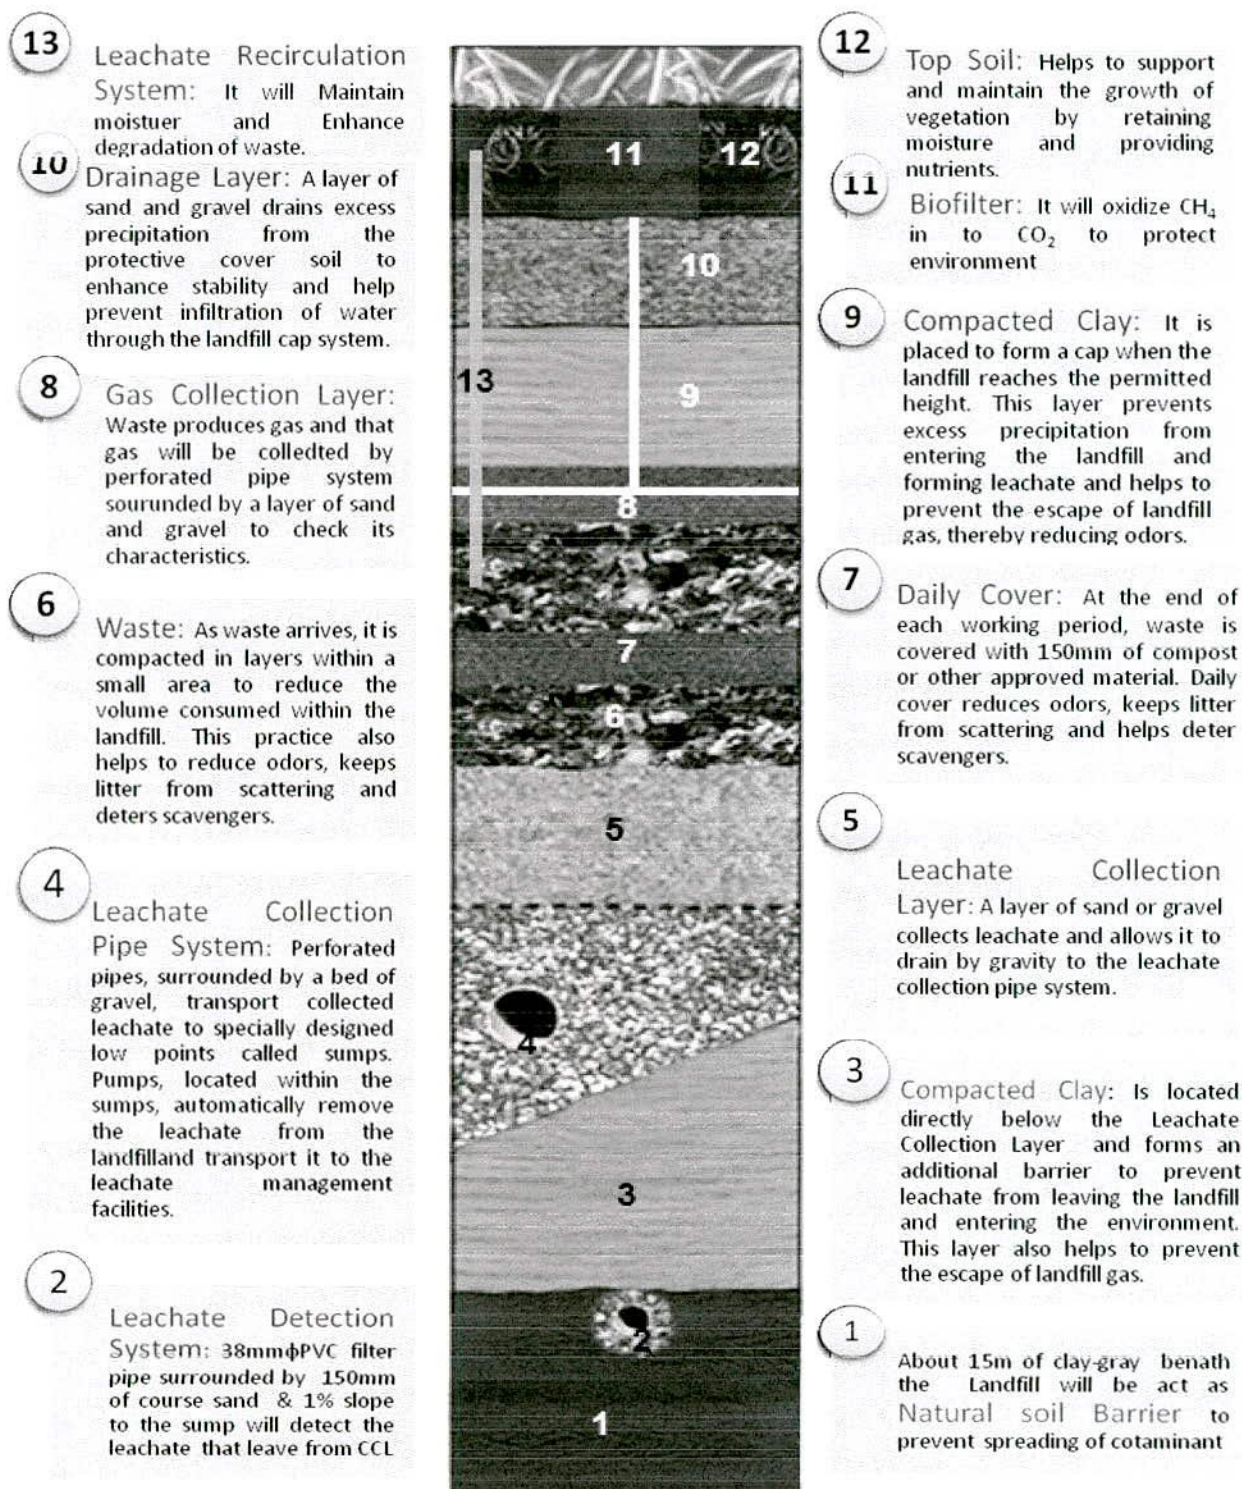 13
Leachate Recirculation
System: It will Maintain
moistuer and Enhance
degradation of waste.
10
Drainage Layer: A layer of
sand and gravel drains excess
precipitation from the
protective cover soil to
enhance stability and help
prevent infiltration of water
through the landfill cap system.
8
Gas Collection Layer:
Waste produces gas and that
gas will be colledted by
perforated pipe system
sourunded by a layer of sand
and gravel to check its
characteristics.
6
Waste: As waste arrives, it is
compacted in layers within a
small area to reduce the
volume consumed within the
landfill. This practice also
helps to reduce odors, keeps
litter from scattering and
deters scavengers.
4
Leachate Collection
Pipe System: Perforated
pipes, surrounded by a bed of
gravel, transport collected
leachate to specially designed
low points called sumps.
Pumps, located within the
sumps, automatically remove
the leachate from the
landfilland transport it to the
leachate management
facilities.
2
Leachate Detection
System: 38mmϕPVC filter
pipe surrounded by 150mm
of course sand & 1% slope
to the sump will detect the
leachate that leave from CCL
11
12
10
9
13
8
7
6
5
4
3
2
1
12
Top Soil: Helps to support
and maintain the growth of
vegetation by retaining
moisture and providing
nutrients.
11
Biofilter: It will oxidize CH₄
in to CO₂ to protect
environment
9
Compacted Clay: It is
placed to form a cap when the
landfill reaches the permitted
height. This layer prevents
excess precipitation from
entering the landfill and
forming leachate and helps to
prevent the escape of landfill
gas, thereby reducing odors.
7
Daily Cover: At the end of
each working period, waste is
covered with 150mm of compost
or other approved material. Daily
cover reduces odors, keeps litter
from scattering and helps deter
scavengers.
5
Leachate Collection
Layer: A layer of sand or gravel
collects leachate and allows it to
drain by gravity to the leachate
collection pipe system.
3
Compacted Clay: Is located
directly below the Leachate
Collection Layer and forms an
additional barrier to prevent
leachate from leaving the landfill
and entering the environment.
This layer also helps to prevent
the escape of landfill gas.
1
About 15m of clay-gray benath
the Landfill will be act as
Natural soil Barrier to
prevent spreading of cotaminant